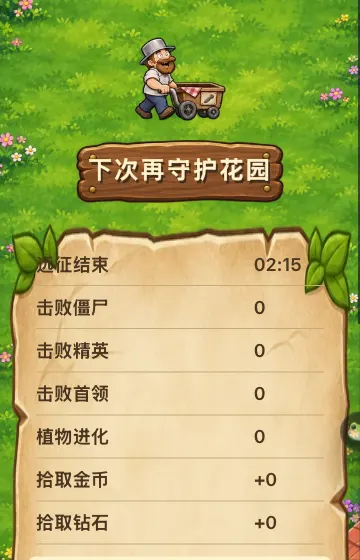 下次再守护花园
远征结束 02:15
击败僵尸 0
击败精英 0
击败首领 0
植物进化 0
拾取金币 +0
拾取钻石 +0